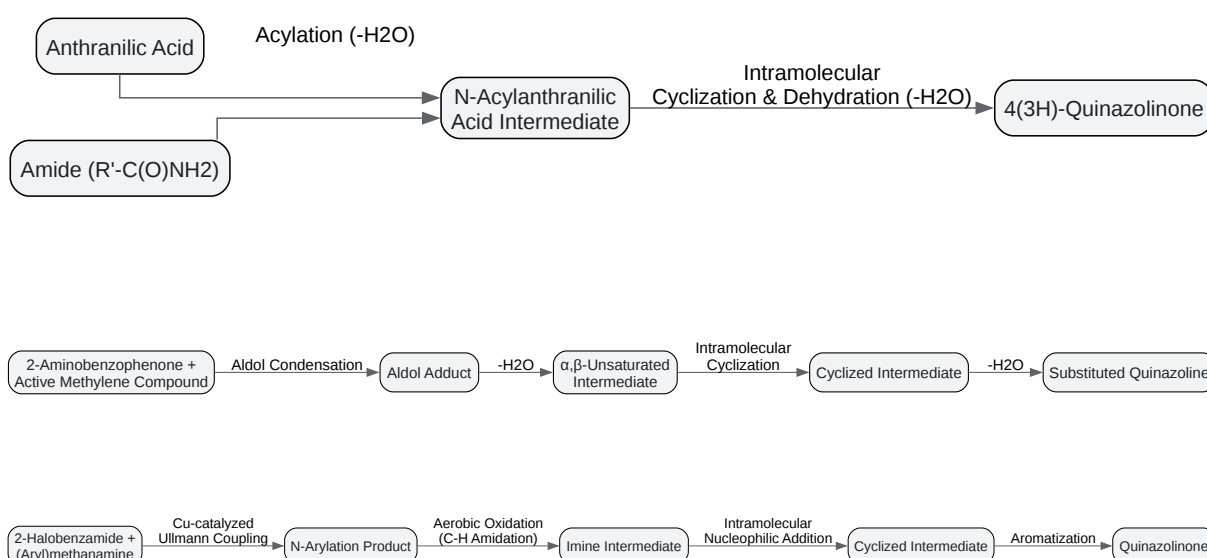 Anthranilic Acid
Acylation (-H2O)
Amide (R'-C(O)NH2)
N-Acylanthranilic
Acid Intermediate
Intramolecular
Cyclization & Dehydration (-H2O)
4(3H)-Quinazolinone
2-Aminobenzophenone +
Active Methylene Compound
Aldol Condensation
Aldol Adduct
-H2O
α,β-Unsaturated
Intermediate
Intramolecular
Cyclization
Cyclized Intermediate
-H2O
Substituted Quinazoline
2-Halobenzamide +
(Aryl)methanamine
Cu-catalyzed
Ullmann Coupling
N-Arylation Product
Aerobic Oxidation
(C-H Amidation)
Imine Intermediate
Intramolecular
Nucleophilic Addition
Cyclized Intermediate
Aromatization
Quinazolinone